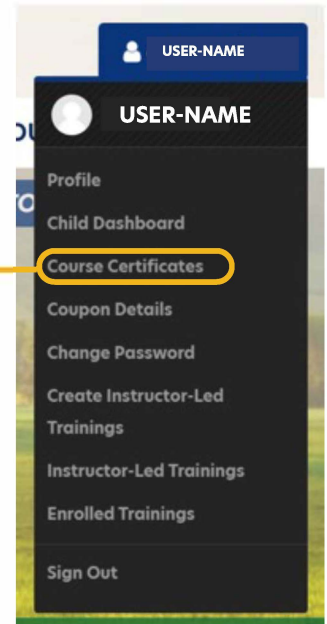 USER-NAME
USER-NAME
Profile
Child Dashboard
Course Certificates
Coupon Details
Change Password
Create Instructor-Led
Trainings
Instructor-Led Trainings
Enrolled Trainings
Sign Out